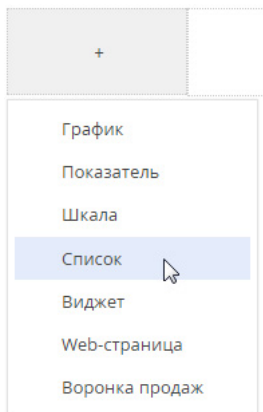 +
График
Показатель
Шкала
Список
Виджет
Web-страница
Воронка продаж